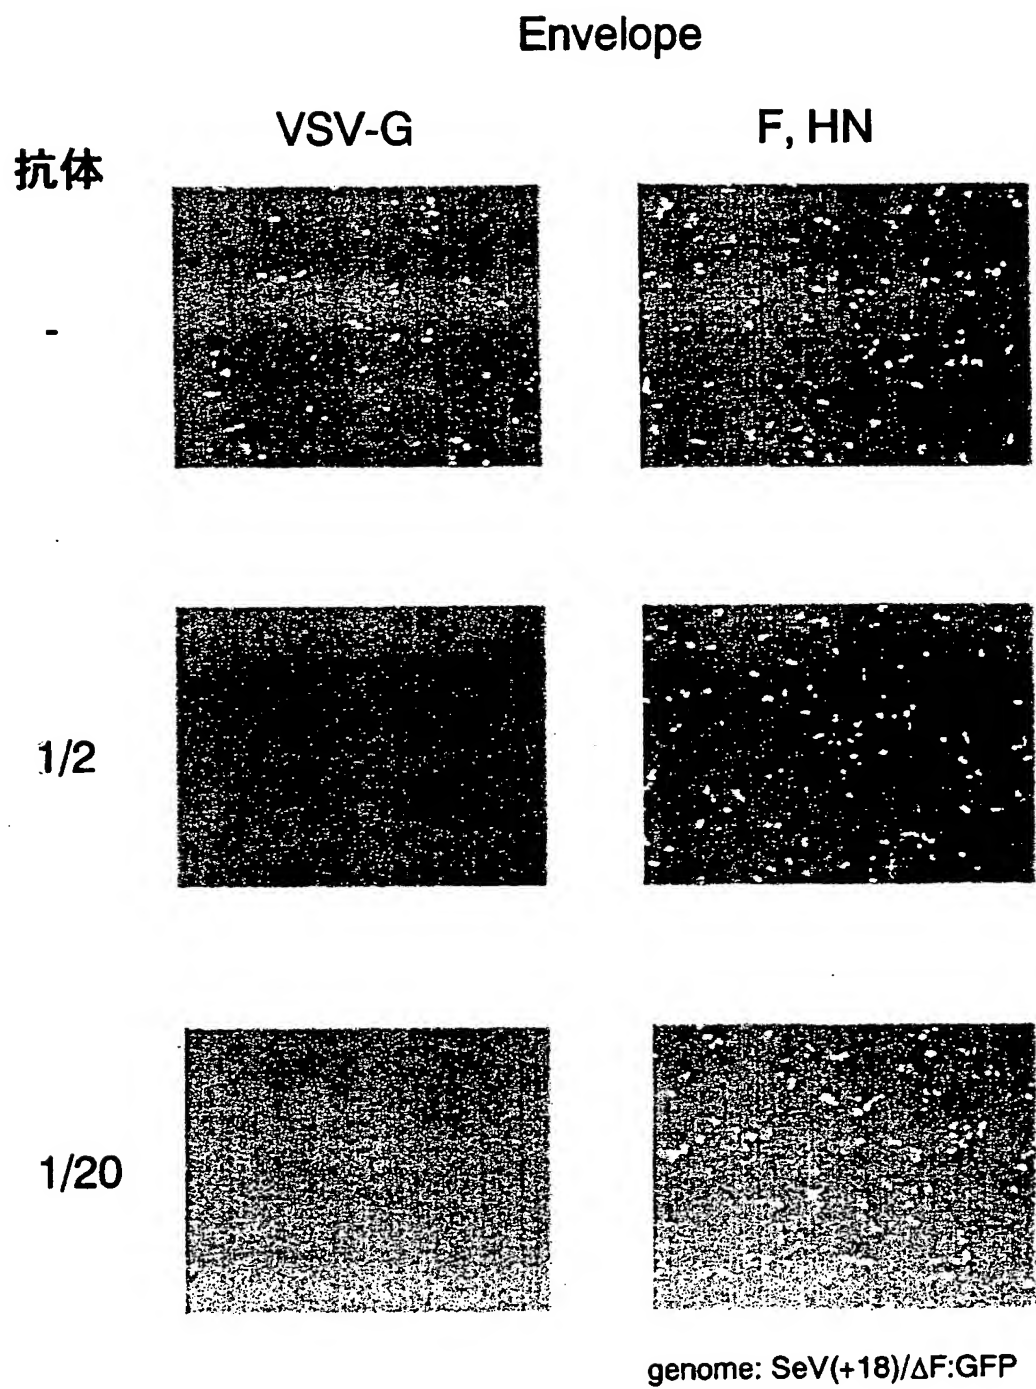 Envelope
VSV-G
F, HN
抗体
-
1/2
1/20
genome: SeV(+18)/ΔF:GFP